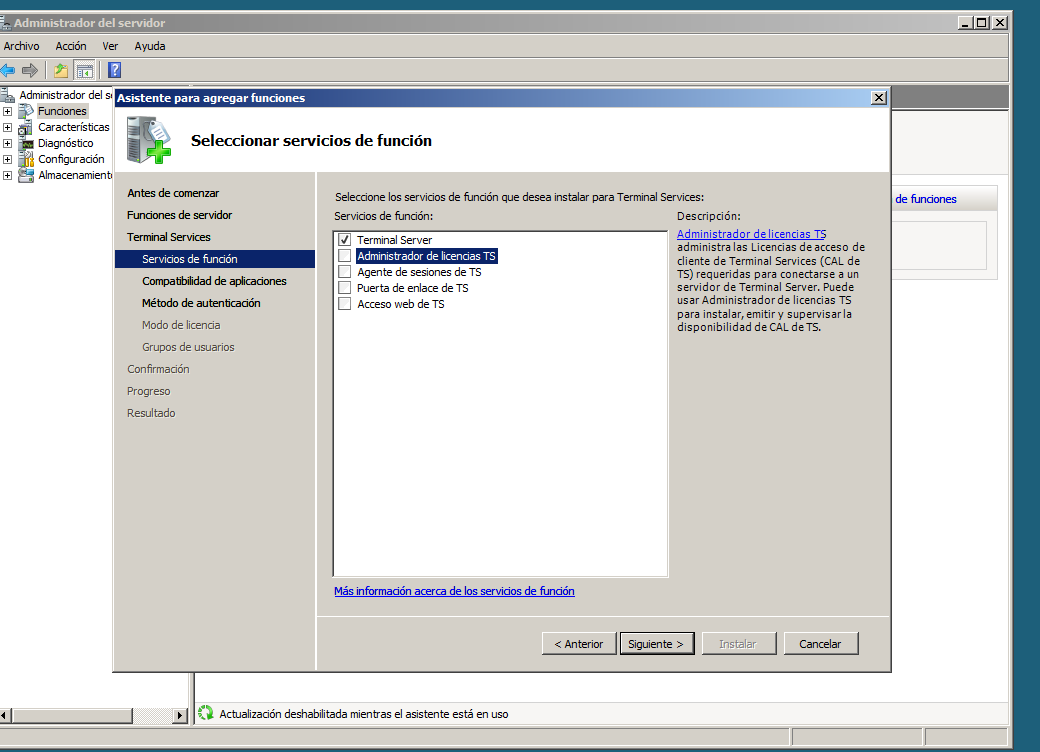 Administrador del servidor
Archivo Acción Ver Ayuda
Administrador del s
Funciones
Características
Diagnóstico
Configuración
Almacenamient
Asistente para agregar funciones
Seleccionar servicios de función
Antes de comenzar
Funciones de servidor
Terminal Services
Servicios de función
Compatibilidad de aplicaciones
Método de autenticación
Modo de licencia
Grupos de usuarios
Confirmación
Progreso
Resultado
Seleccione los servicios de función que desea instalar para Terminal Services:
Servicios de función:
Terminal Server
Administrador de licencias TS
Agente de sesiones de TS
Puerta de enlace de TS
Acceso web de TS
Descripción:
Administrador de licencias TS
administra las Licencias de acceso de
cliente de Terminal Services (CAL de
TS) requeridas para conectarse a un
servidor de Terminal Server. Puede
usar Administrador de licencias TS
para instalar, emitir y supervisar la
disponibilidad de CAL de TS.
Más información acerca de los servicios de función
< Anterior Siguiente > Instalar Cancelar
de funciones
Actualización deshabilitada mientras el asistente está en uso